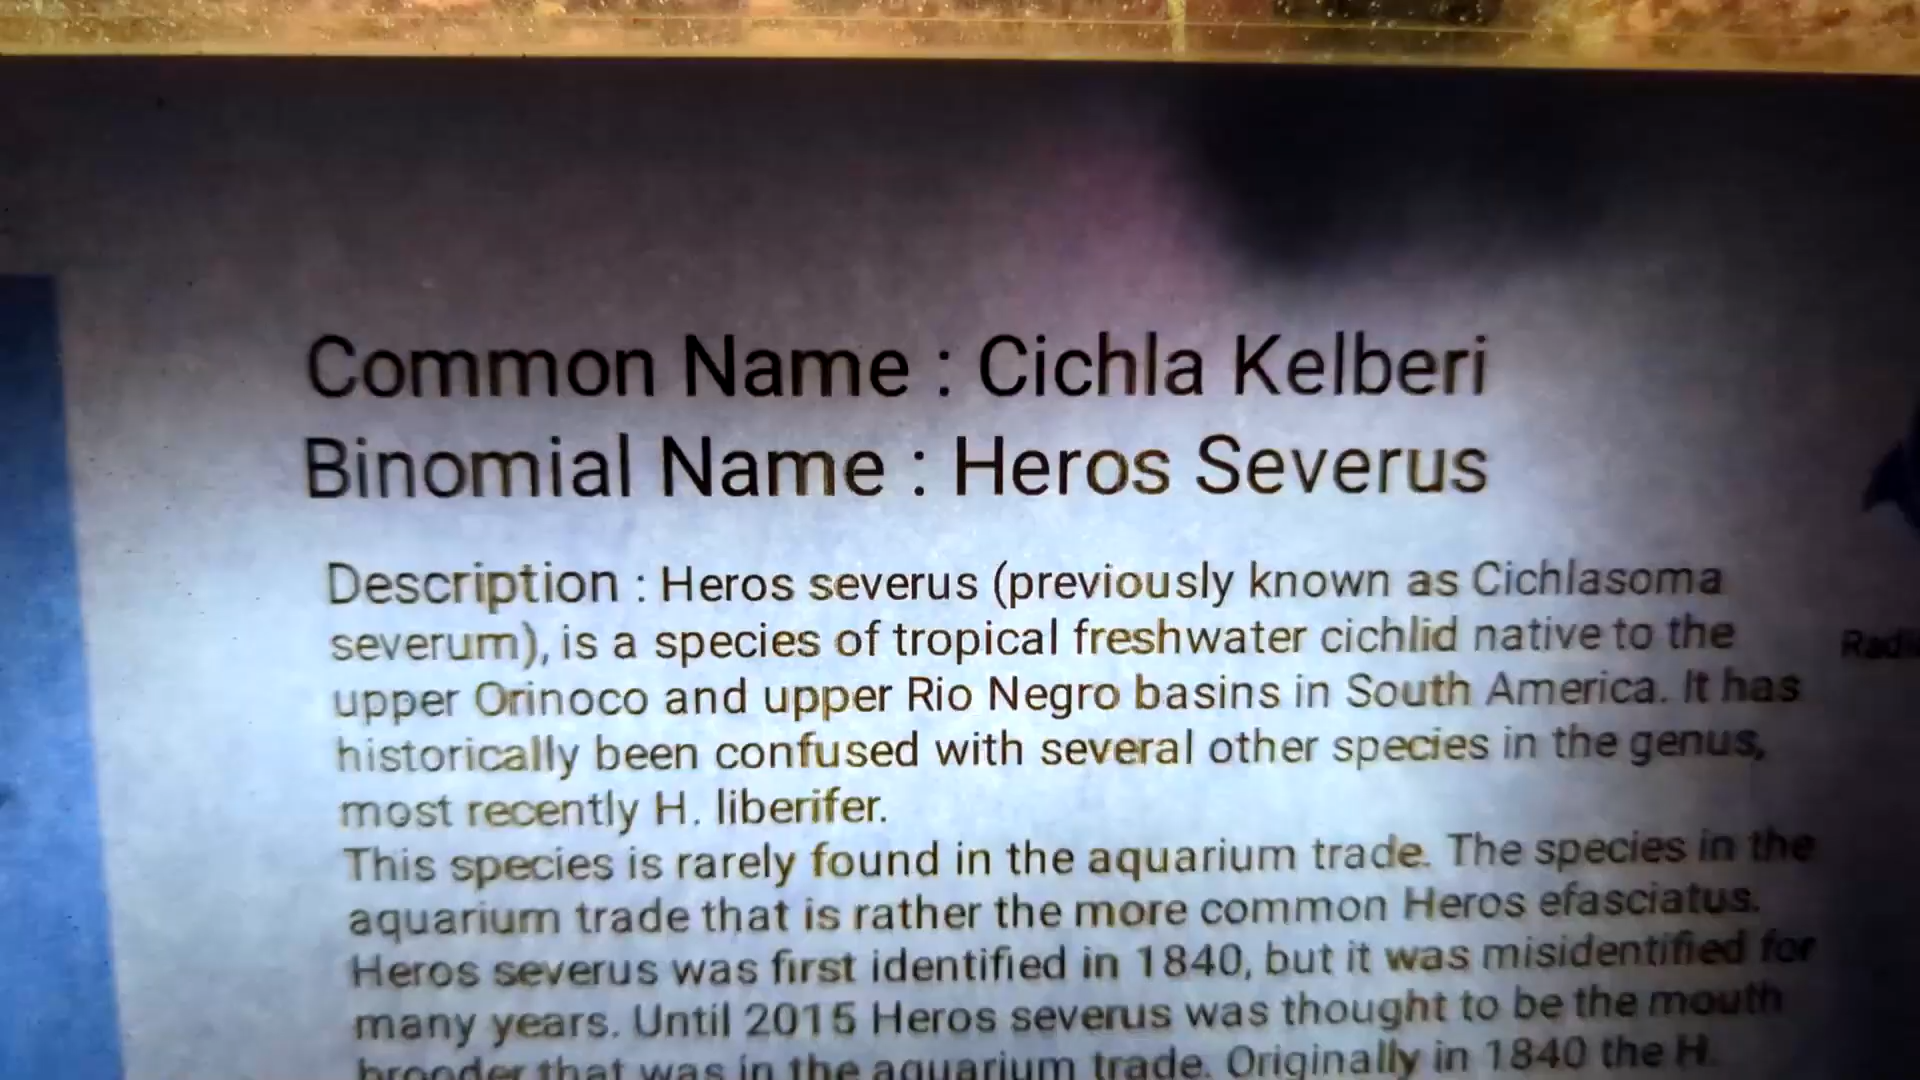 Common Name : Cichla Kelberi
Binomial Name : Heros Severus
Description : Heros severus (previously known as Cichlasoma
severum), is a species of tropical freshwater cichlid native to the
upper Orinoco and upper Rio Negro basins in South America. It has
historically been confused with several other species in the genus,
most recently H. liberifer.
This species is rarely found in the aquarium trade. The species in the
aquarium trade that is rather the more common Heros efasciatus.
Heros severus was first identified in 1840, but it was misidentified for
many years. Until 2015 Heros severus was thought to be the mouth
brooder that was in the aquarium trade. Originally in 1840 the H.